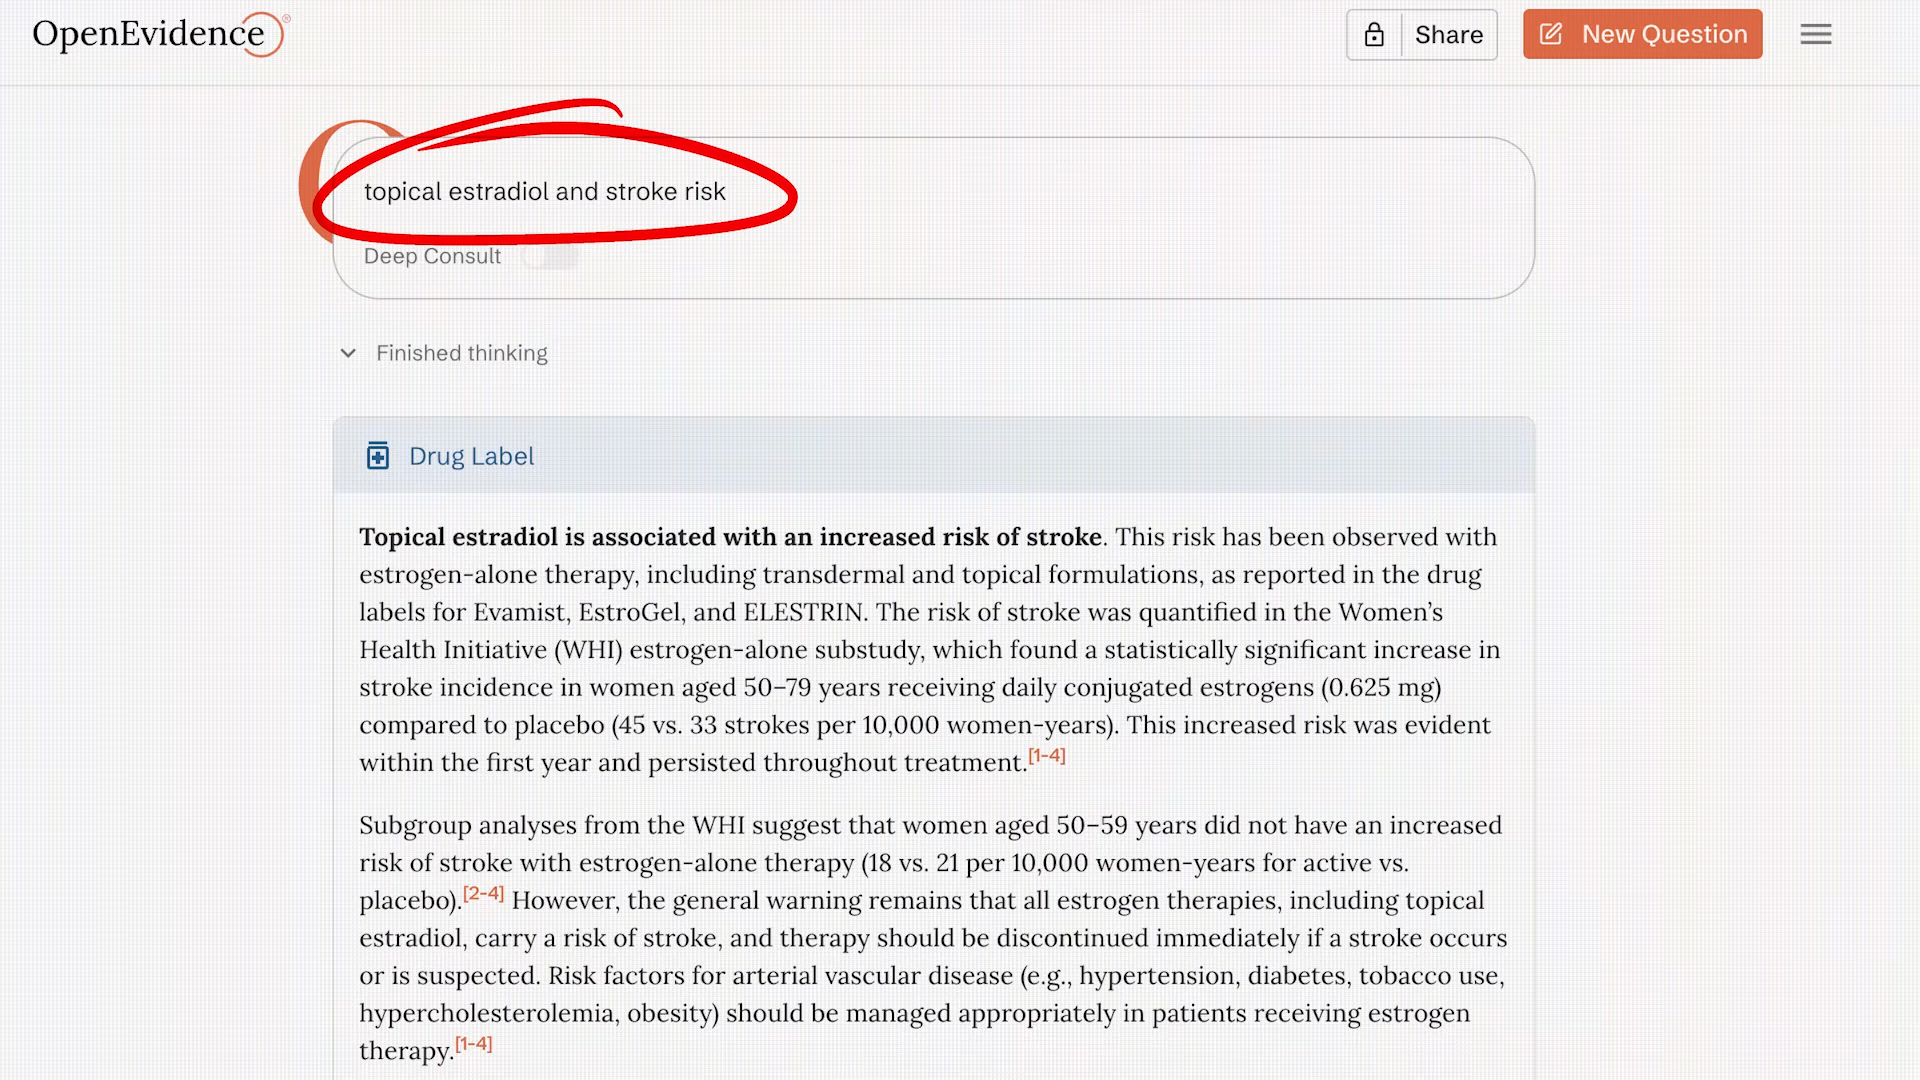 OpenEvidence®
Share
New Question
topical estradiol and stroke risk
Deep Consult
Finished thinking
Drug Label
Topical estradiol is associated with an increased risk of stroke. This risk has been observed with
estrogen-alone therapy, including transdermal and topical formulations, as reported in the drug
labels for Evamist, EstroGel, and ELESTRIN. The risk of stroke was quantified in the Women’s
Health Initiative (WHI) estrogen-alone substudy, which found a statistically significant increase in
stroke incidence in women aged 50–79 years receiving daily conjugated estrogens (0.625 mg)
compared to placebo (45 vs. 33 strokes per 10,000 women-years). This increased risk was evident
within the first year and persisted throughout treatment.[1-4]
Subgroup analyses from the WHI suggest that women aged 50–59 years did not have an increased
risk of stroke with estrogen-alone therapy (18 vs. 21 per 10,000 women-years for active vs.
placebo).[2-4] However, the general warning remains that all estrogen therapies, including topical
estradiol, carry a risk of stroke, and therapy should be discontinued immediately if a stroke occurs
or is suspected. Risk factors for arterial vascular disease (e.g., hypertension, diabetes, tobacco use,
hypercholesterolemia, obesity) should be managed appropriately in patients receiving estrogen
therapy.[1-4]